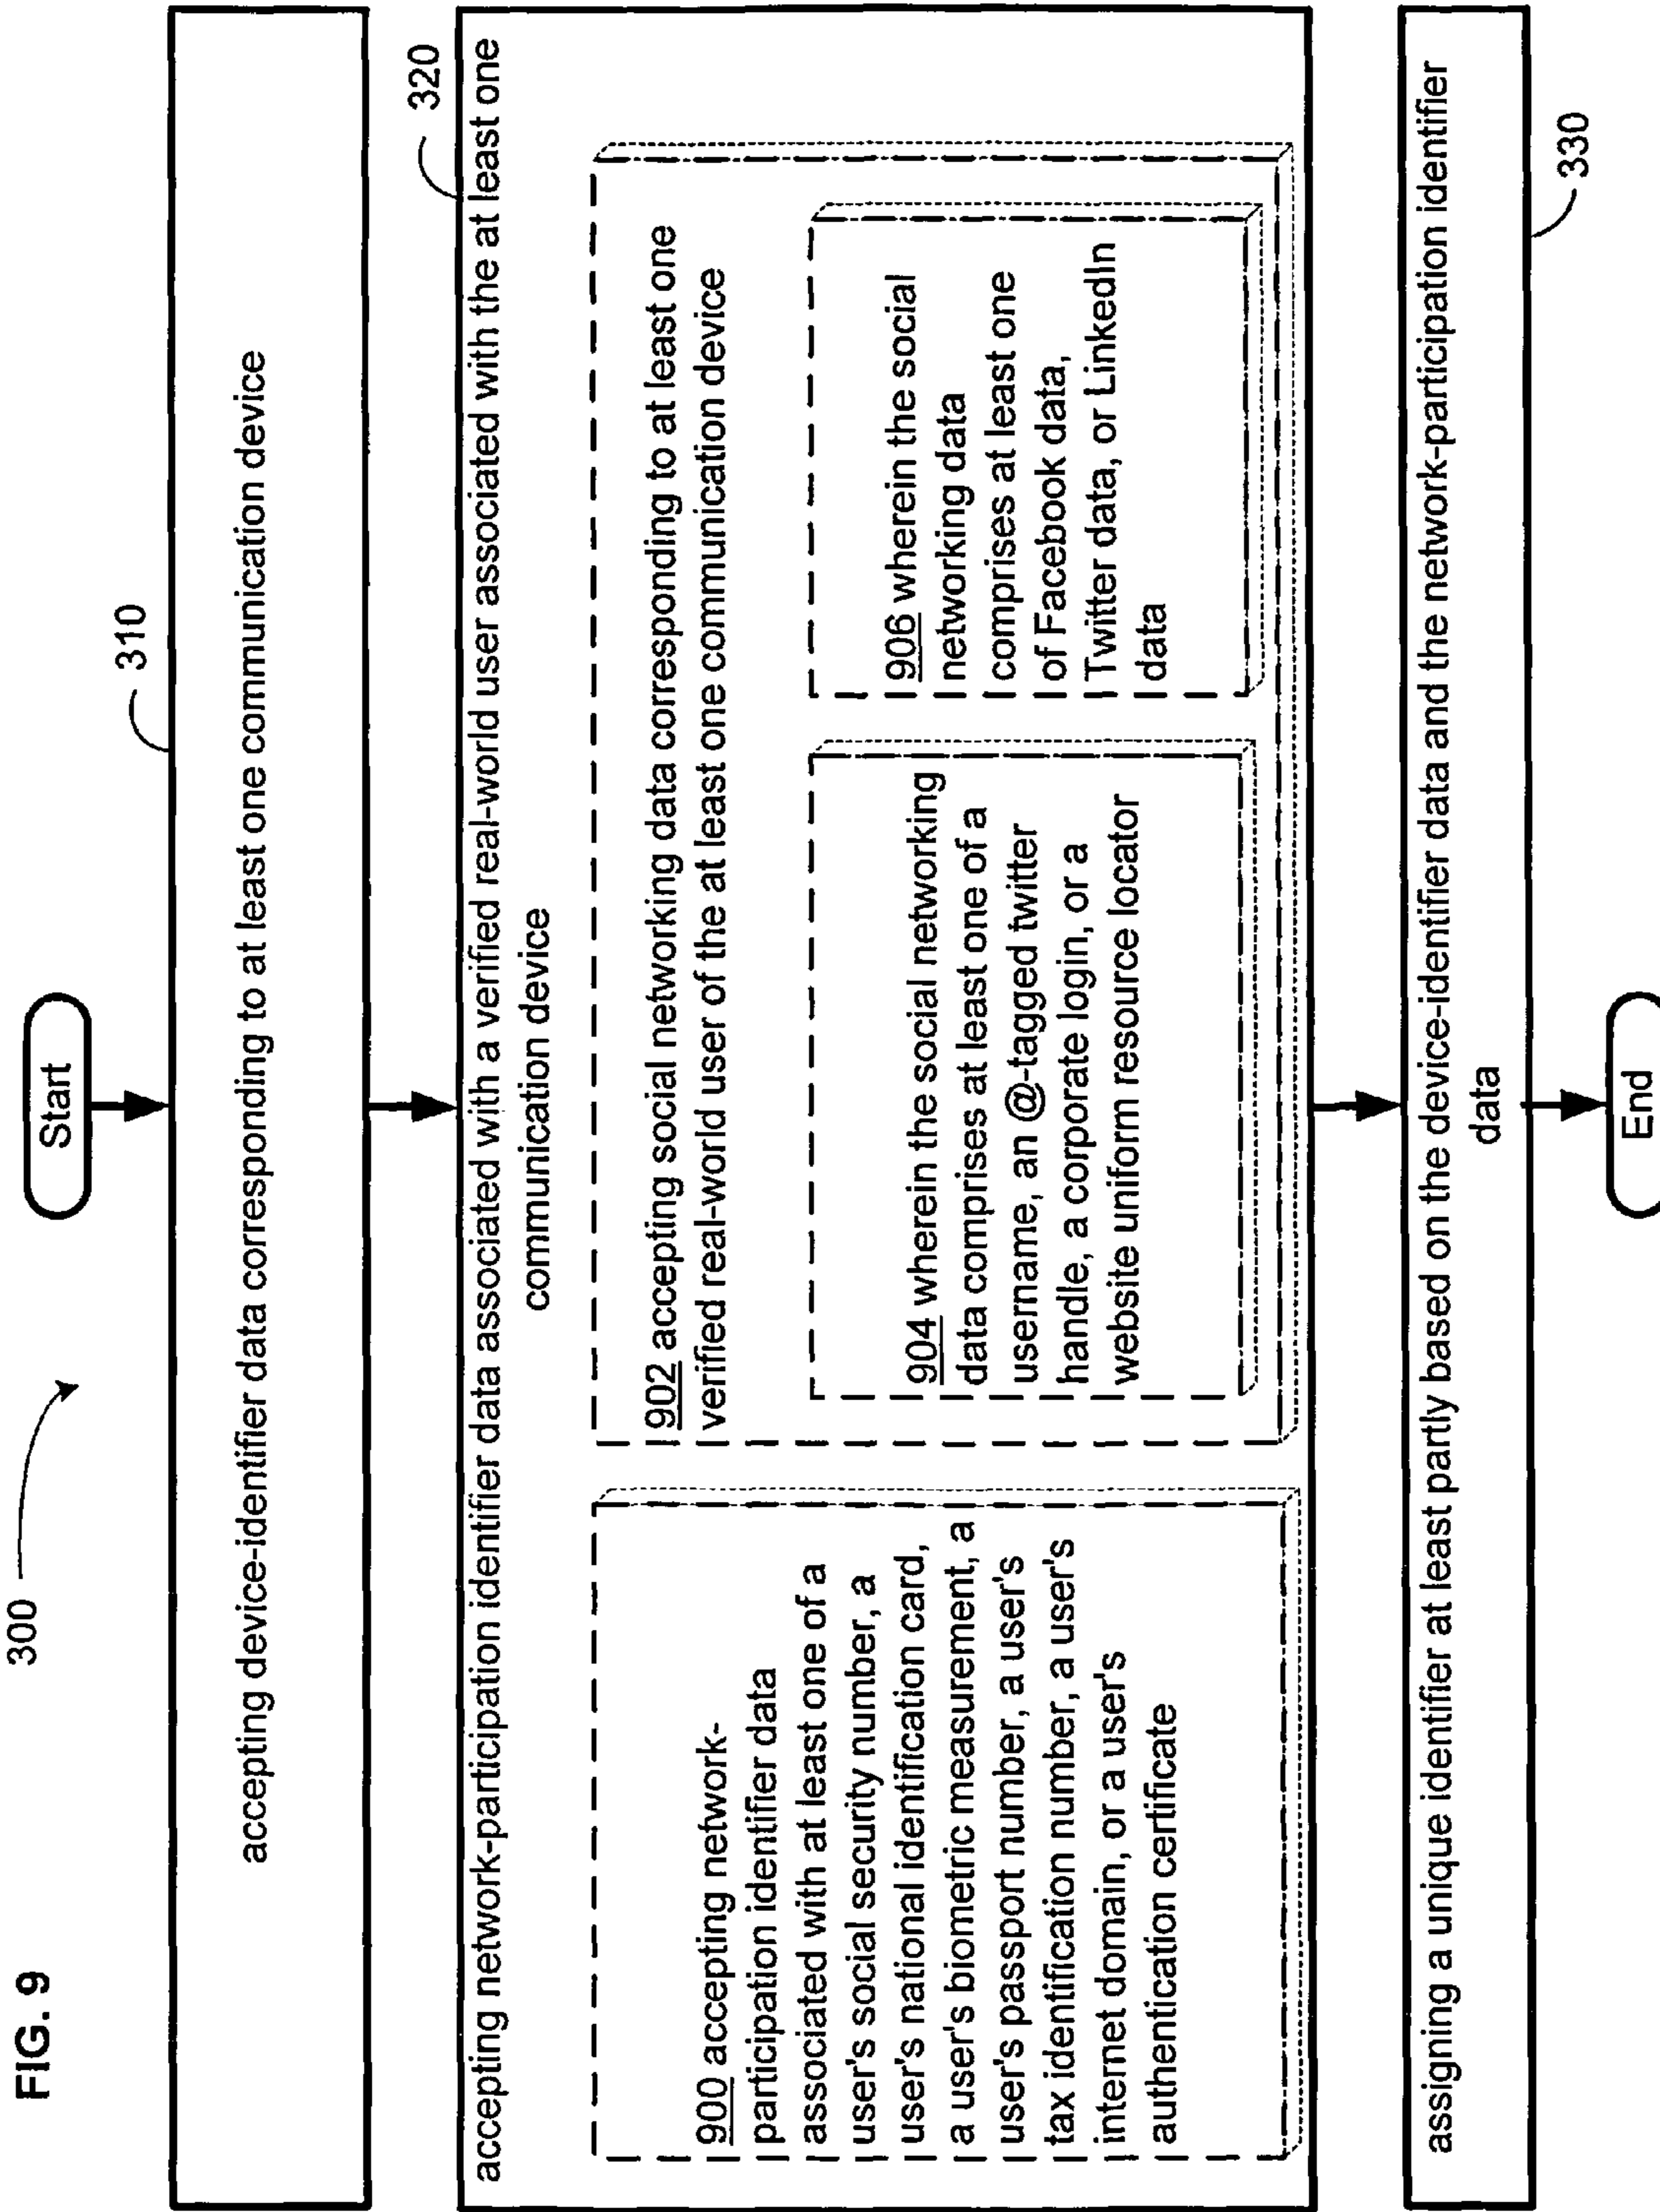 FIG. 9
300
Start
310
accepting device-identifier data corresponding to at least one communication device
320
accepting network-participation identifier data associated with a verified real-world user associated with the at least one
communication device
900 accepting network-
participation identifier data
associated with at least one of a
user's social security number, a
user's national identification card,
a user's biometric measurement, a
user's passport number, a user's
tax identification number, a user's
internet domain, or a user's
authentication certificate
902 accepting social networking data corresponding to at least one
verified real-world user of the at least one communication device
904 wherein the social networking
data comprises at least one of a
username, an @-tagged twitter
handle, a corporate login, or a
website uniform resource locator
906 wherein the social
networking data
comprises at least one
of Facebook data,
Twitter data, or LinkedIn
data
assigning a unique identifier at least partly based on the device-identifier data and the network-participation identifier
data
330
End